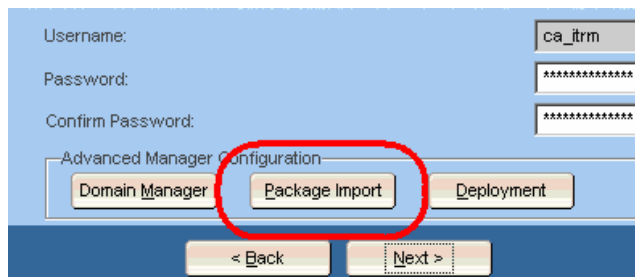 Username: ca_itrm
Password: **************
Confirm Password: **************
Advanced Manager Configuration
Domain Manager Package Import Deployment
< Back Next >